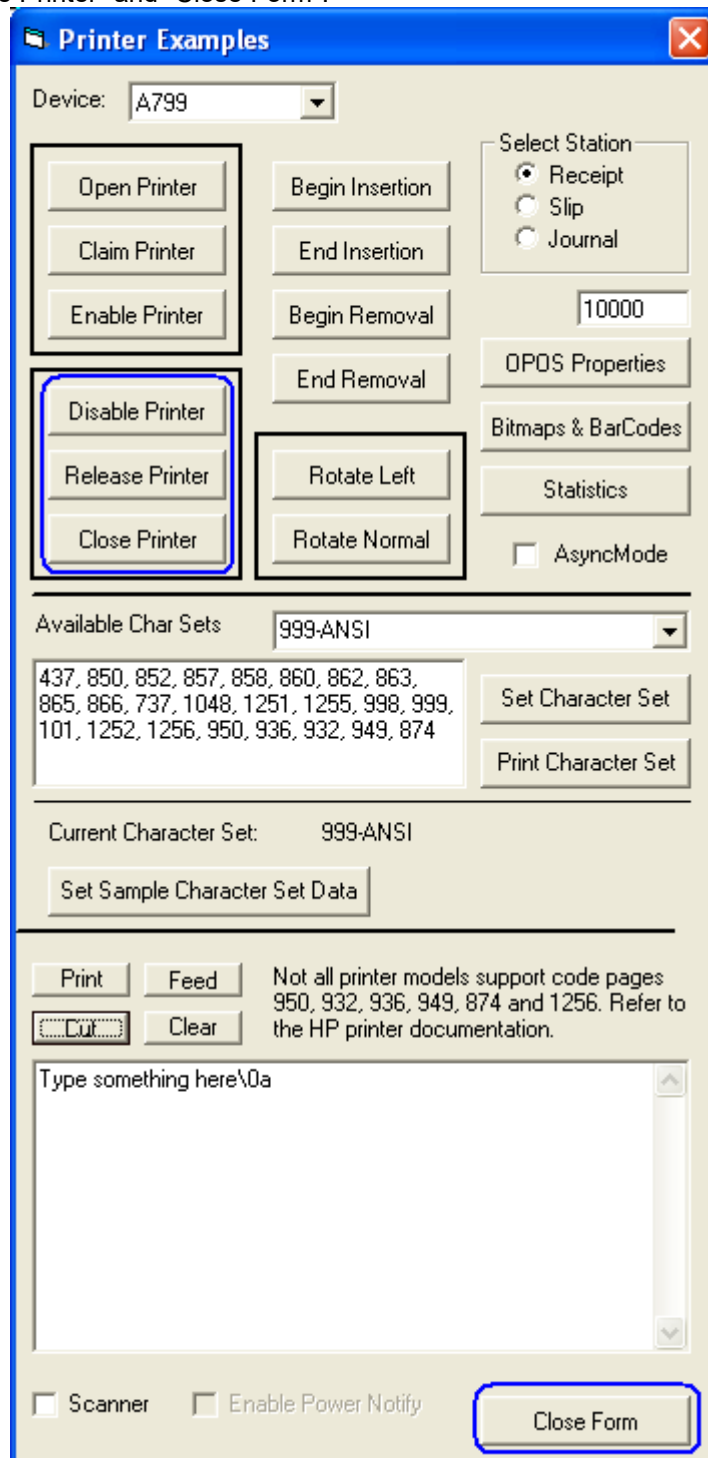 Printer" and "Close Form".
Printer Examples
Device: A799
Select Station
Receipt
Slip
Journal
Open Printer
Claim Printer
Enable Printer
Begin Insertion
End Insertion
Begin Removal
End Removal
10000
OPOS Properties
Bitmaps & BarCodes
Statistics
AsyncMode
Disable Printer
Release Printer
Close Printer
Rotate Left
Rotate Normal
Available Char Sets
999-ANSI
437, 850, 852, 857, 858, 860, 862, 863,
865, 866, 737, 1048, 1251, 1255, 998, 999,
101, 1252, 1256, 950, 936, 932, 949, 874
Set Character Set
Print Character Set
Current Character Set: 999-ANSI
Set Sample Character Set Data
Print
Feed
Cut
Clear
Not all printer models support code pages
950, 932, 936, 949, 874 and 1256. Refer to
the HP printer documentation.
Type something here\0a
Scanner
Enable Power Notify
Close Form